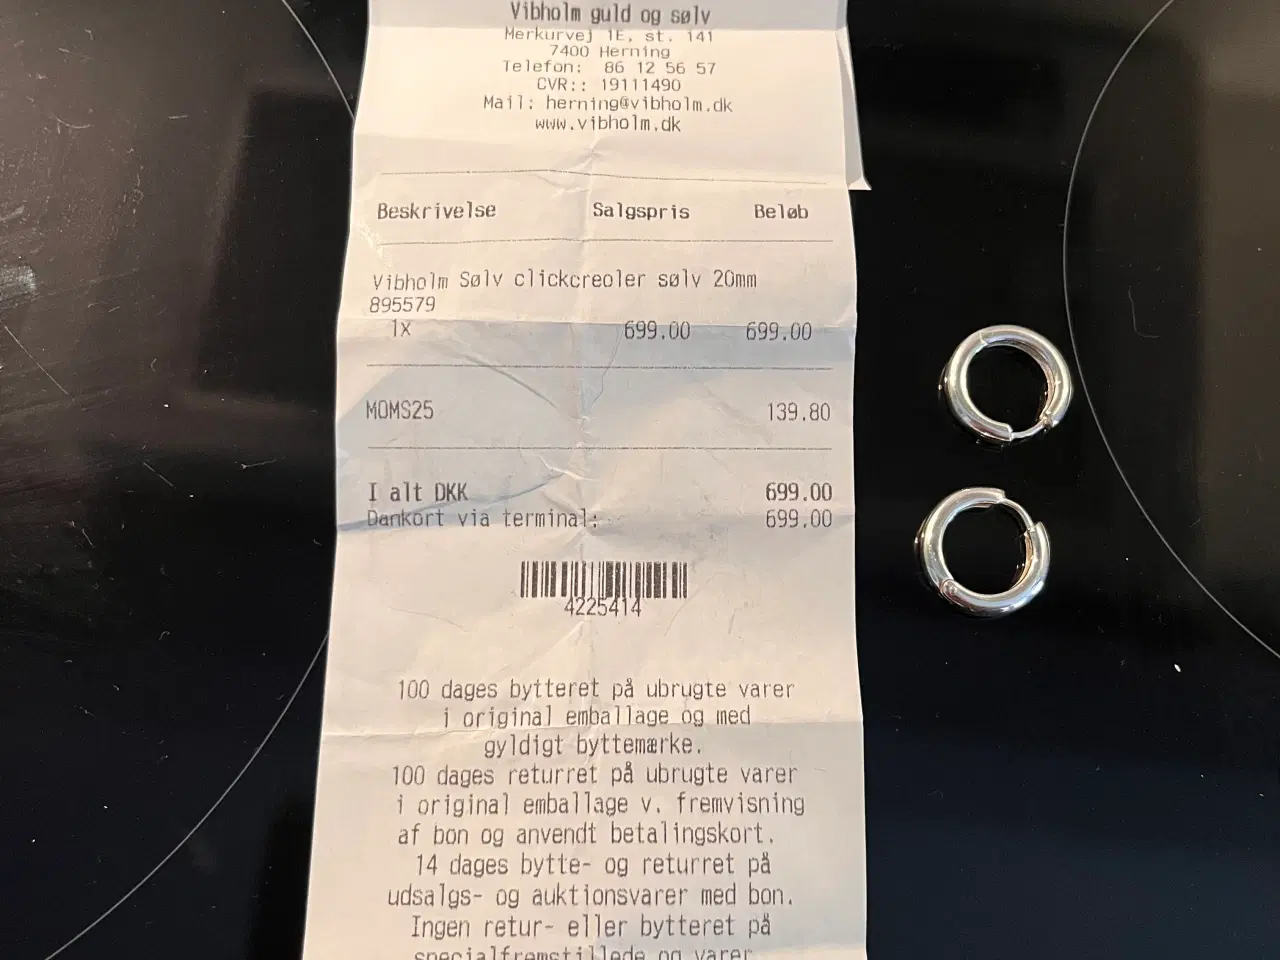 Vibholm guld og sølv
Merkurvej 1E, st. 141
7400 Herning
Telefon: 86 12 56 57
CVR:: 19111490
Mail: herning@vibholm.dk
www.vibholm.dk
Beskrivelse Salgspris Beløb
Vibholm Sølv clickcreoler sølv 20mm
895579
1x 699.00 699.00
MOMS25 139.80
I alt DKK 699.00
Dankort via terminal: 699.00
4225414
100 dages bytteret på ubrugte varer
i original emballage og med
gyldigt byttemærke.
100 dages returret på ubrugte varer
i original emballage v. fremvisning
af bon og anvendt betalingskort.
14 dages bytte- og returret på
udsalgs- og auktionsvarer med bon.
Ingen retur- eller bytteret på
specialfremstillede og varer